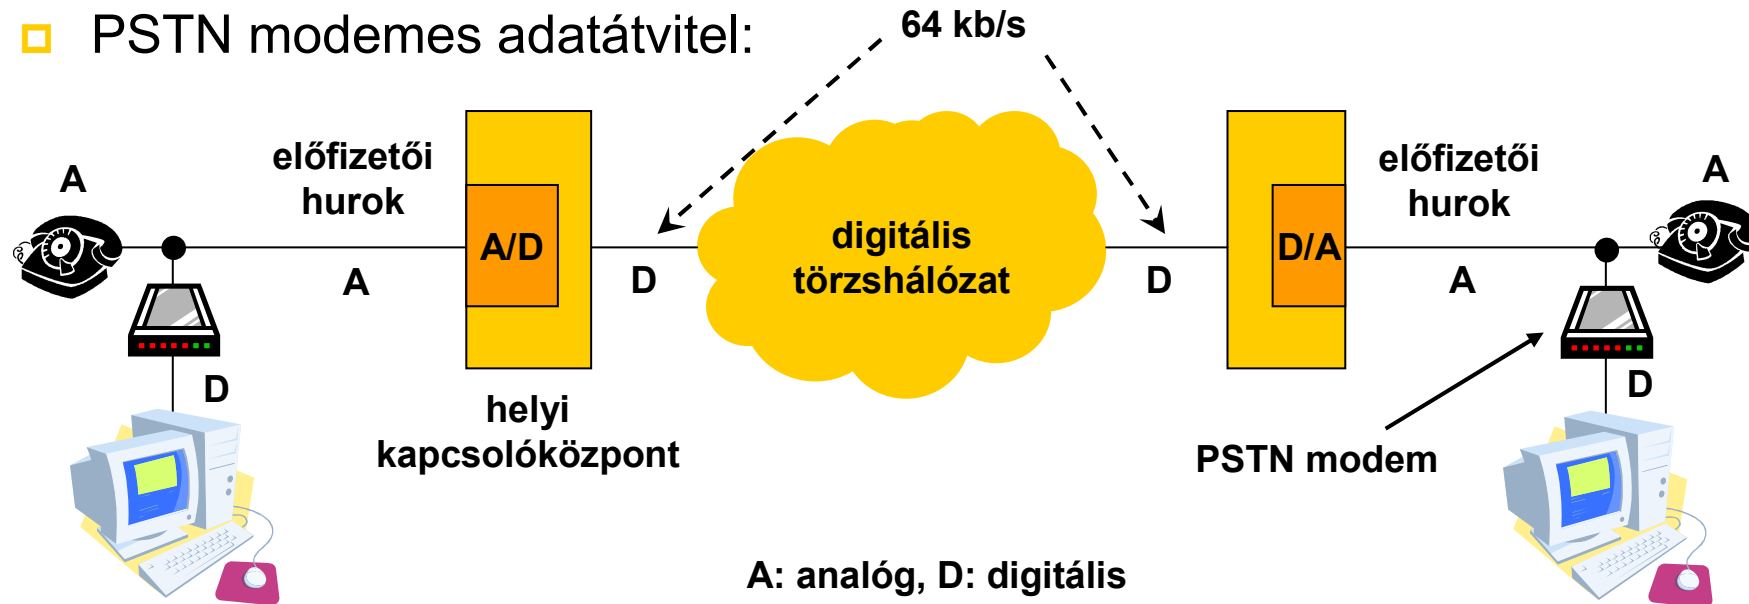 PSTN modemes adatátvitel:
64 kb/s
előfizetői
hurok
előfizetői
hurok
A
A
A/D
digitális
törzshálózat
D/A
A
D
D
A
D
D
helyi
kapcsolóközpont
PSTN modem
A: analóg, D: digitális